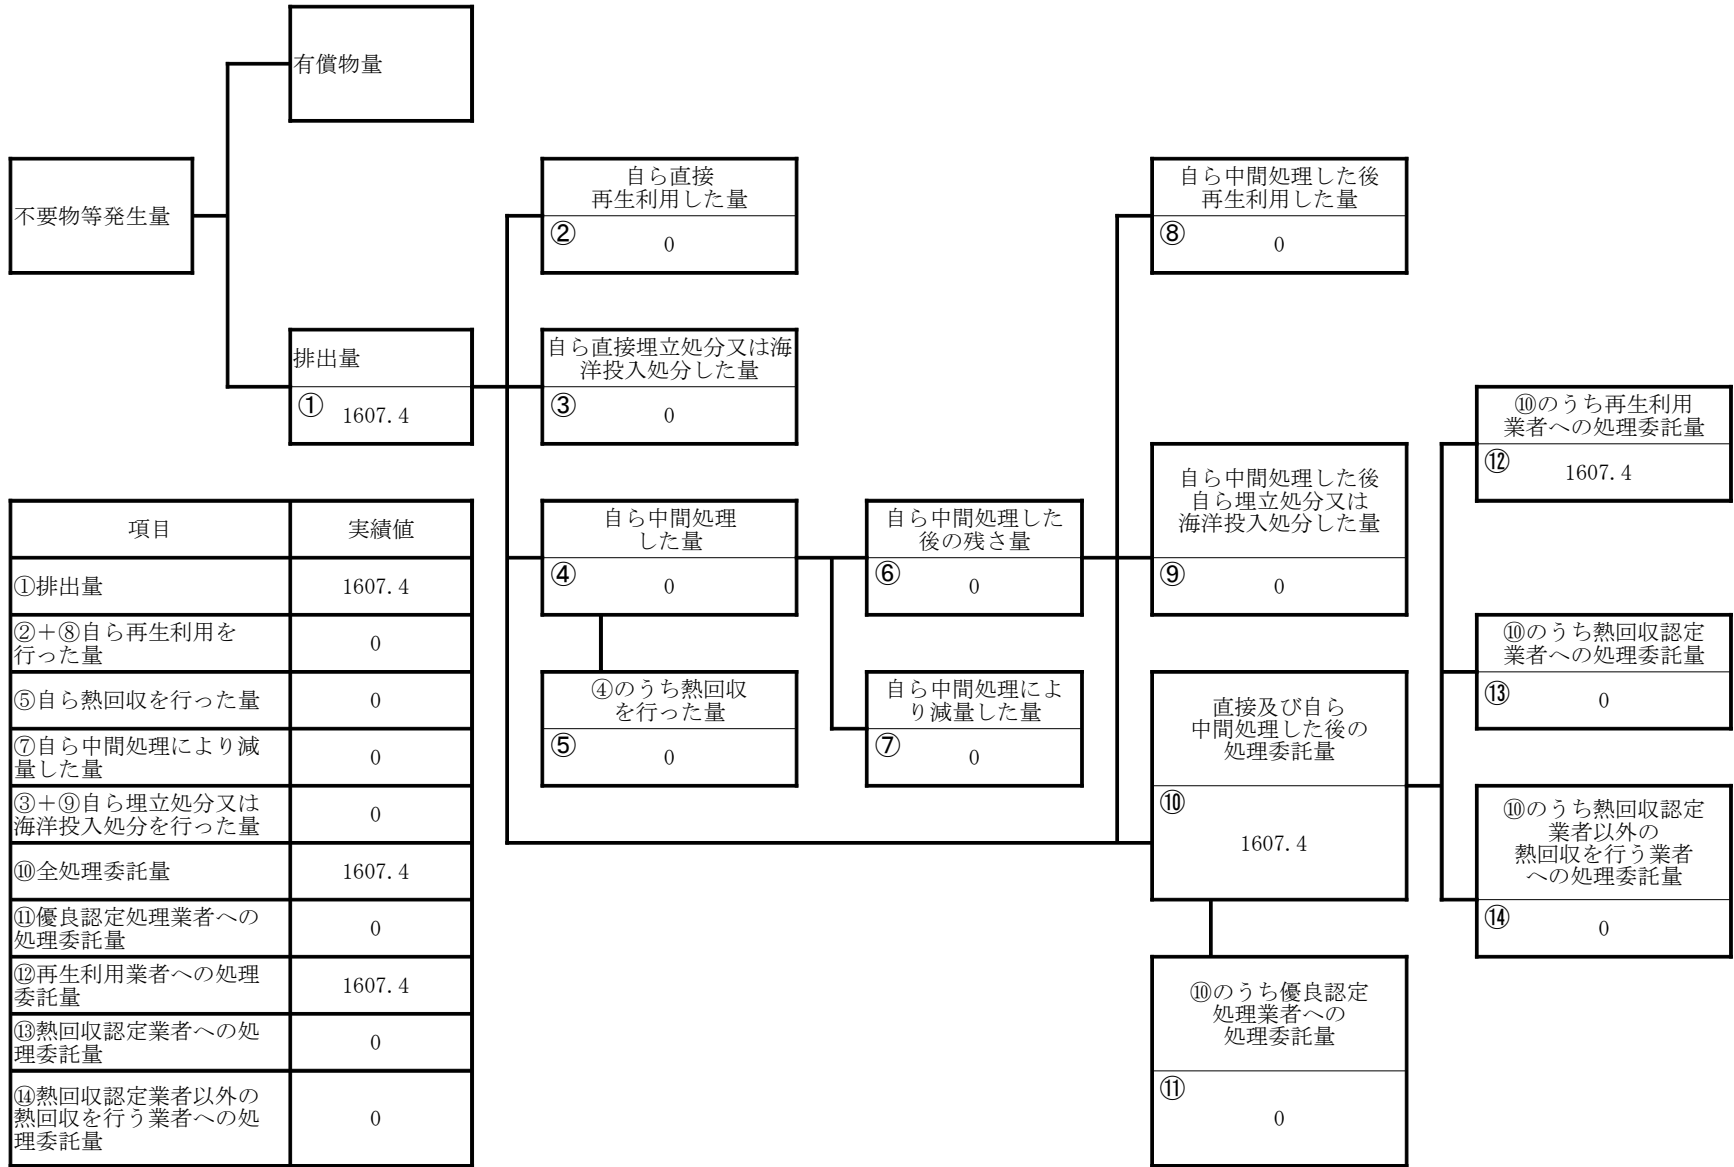 有償物量
不要物等発生量
排出量
①
1607.4
自ら直接
再生利用した量
②
0
自ら直接埋立処分又は海
洋投入処分した量
③
0
自ら中間処理
した量
④
0
④のうち熱回収
を行った量
⑤
0
自ら中間処理した
後の残さ量
⑥
0
自ら中間処理によ
り減量した量
⑦
0
自ら中間処理した後
再生利用した量
⑧
0
自ら中間処理した後
自ら埋立処分又は
海洋投入処分した量
⑨
0
直接及び自ら
中間処理した後の
処理委託量
⑩
1607.4
⑩のうち優良認定
処理業者への
処理委託量
⑪
0
⑩のうち再生利用
業者への処理委託量
⑫
1607.4
⑩のうち熱回収認定
業者への処理委託量
⑬
0
⑩のうち熱回収認定
業者以外の
熱回収を行う業者
への処理委託量
⑭
0
項目 実績値
①排出量 1607.4
②+⑧自ら再生利用を
行った量
0
⑤自ら熱回収を行った量 0
⑦自ら中間処理により減
量した量
0
③+⑨自ら埋立処分又は
海洋投入処分を行った量
0
⑩全処理委託量 1607.4
⑪優良認定処理業者への
処理委託量
0
⑫再生利用業者への処理
委託量
1607.4
⑬熱回収認定業者への処
理委託量
0
⑭熱回収認定業者以外の
熱回収を行う業者への処
理委託量
0